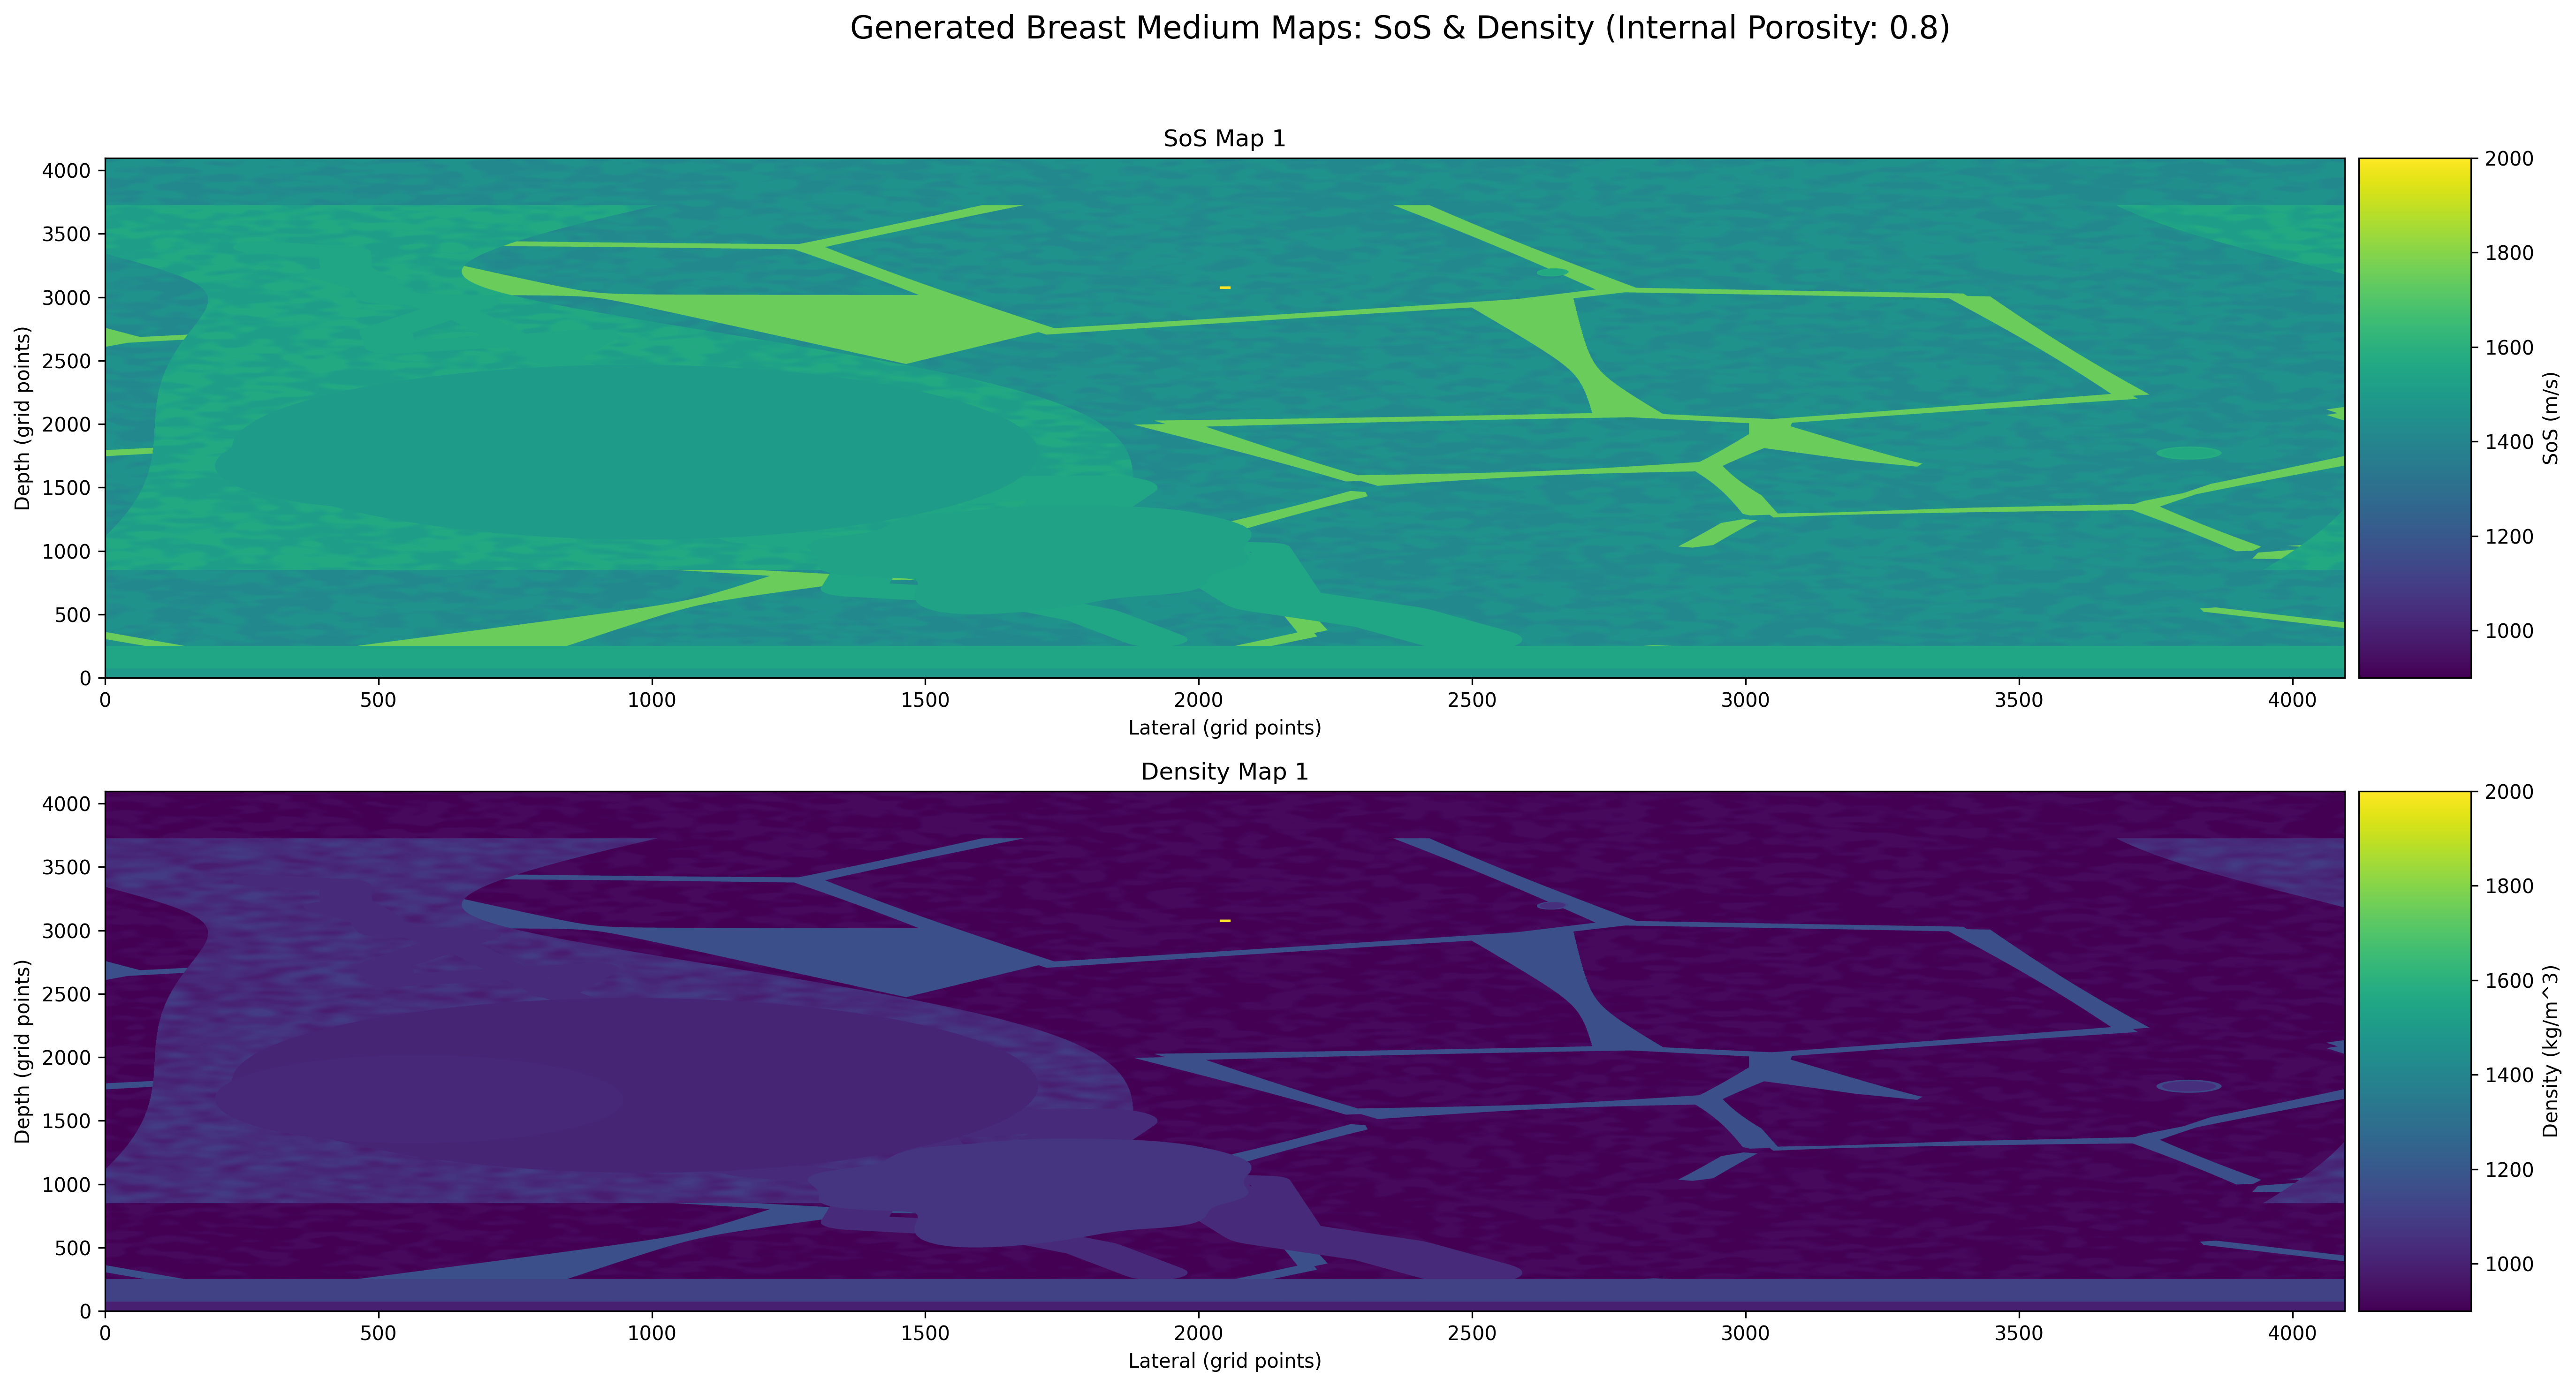 Generated Breast Medium Maps: SoS & Density (Internal Porosity: 0.8)
SoS Map 1
4000
3500
3000
2500
2000
1500
1000
500
0
Depth (grid points)
0 500 1000 1500 2000 2500 3000 3500 4000
Lateral (grid points)
2000
1800
1600
1400
1200
1000
SoS (m/s)
Density Map 1
4000
3500
3000
2500
2000
1500
1000
500
0
Depth (grid points)
0 500 1000 1500 2000 2500 3000 3500 4000
Lateral (grid points)
2000
1800
1600
1400
1200
1000
Density (kg/m^3)